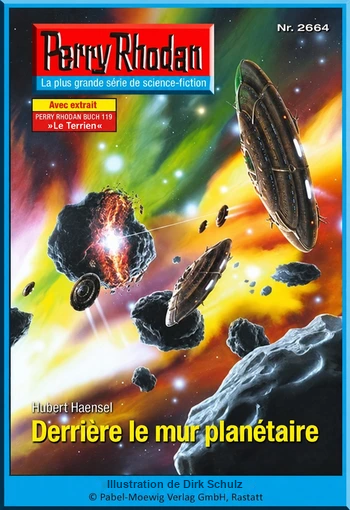 Perry Rhodan
Nr. 2664
La plus grande série de science-fiction
Avec extrait
PERRY RHODAN BUCH 119
»Le Terrien«
Hubert Haensel
Derrière le mur planétaire
Illustration de Dirk Schulz
© Pabel-Moewig Verlag GmbH, Rastatt